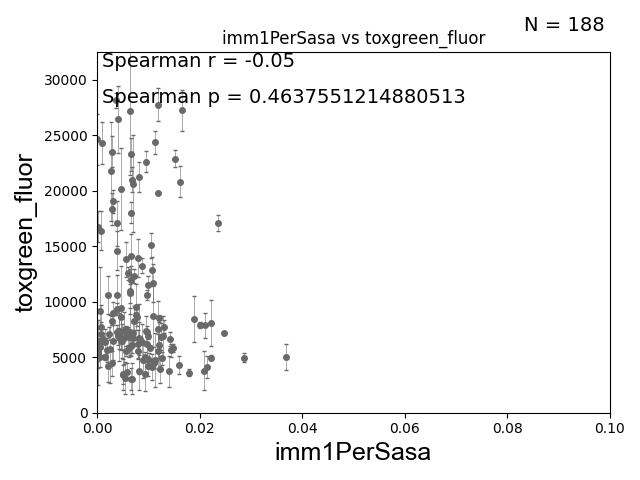 N = 188
imm1PerSasa vs toxgreen_fluor
Spearman r = -0.05
Spearman p = 0.4637551214880513
toxgreen_fluor
30000
25000
20000
15000
10000
5000
0
0.00 0.02 0.04 0.06 0.08 0.10
imm1PerSasa